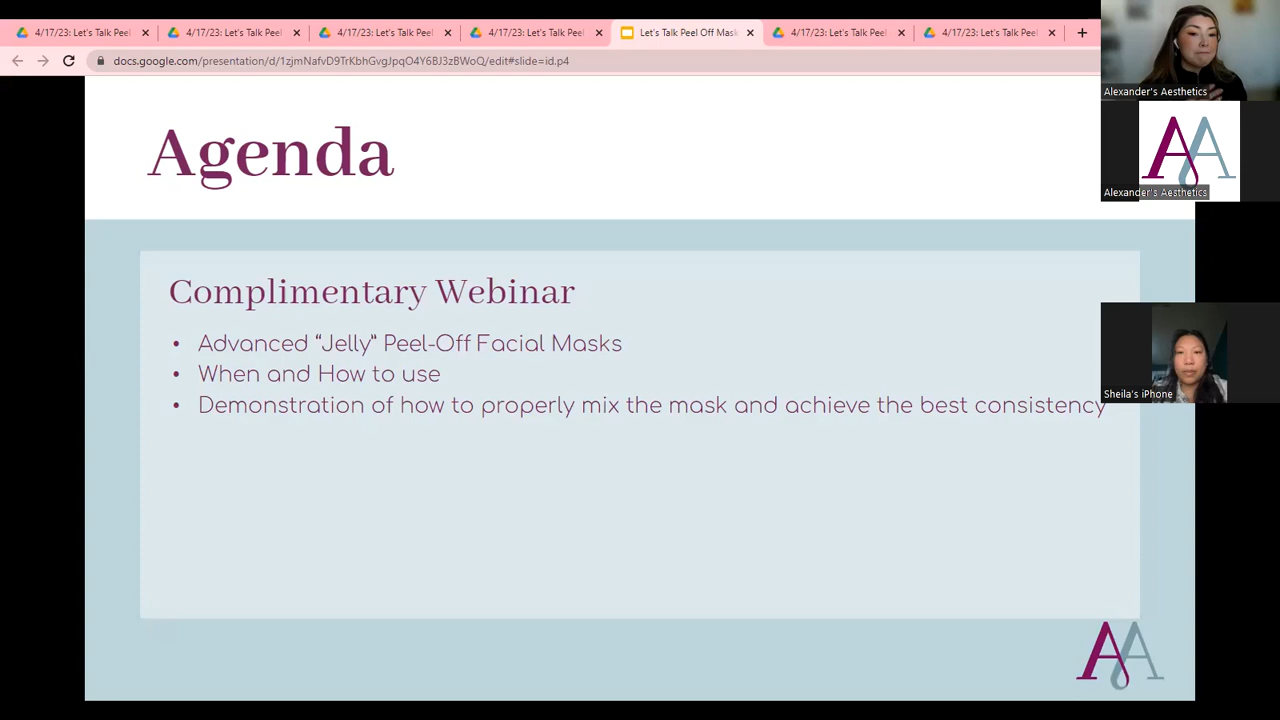 4/17/23: Let's Talk Peel
4/17/23: Let's Talk Peel
4/17/23: Let's Talk Peel
4/17/23: Let's Talk Peel
Let's Talk Peel Off Mask
4/17/23: Let's Talk Peel
4/17/23: Let's Talk Peel
docs.google.com/presentation/d/1zjmNafvD9TrKbhGvgJpqO4Y6BJ3zBWoQ/edit#slide=id.p4
Alexander's Aesthetics
AA
Alexander's Aesthetics
Agenda
Complimentary Webinar
• Advanced “Jelly” Peel-Off Facial Masks
• When and How to use
• Demonstration of how to properly mix the mask and achieve the best consistency
Sheila's iPhone
AA